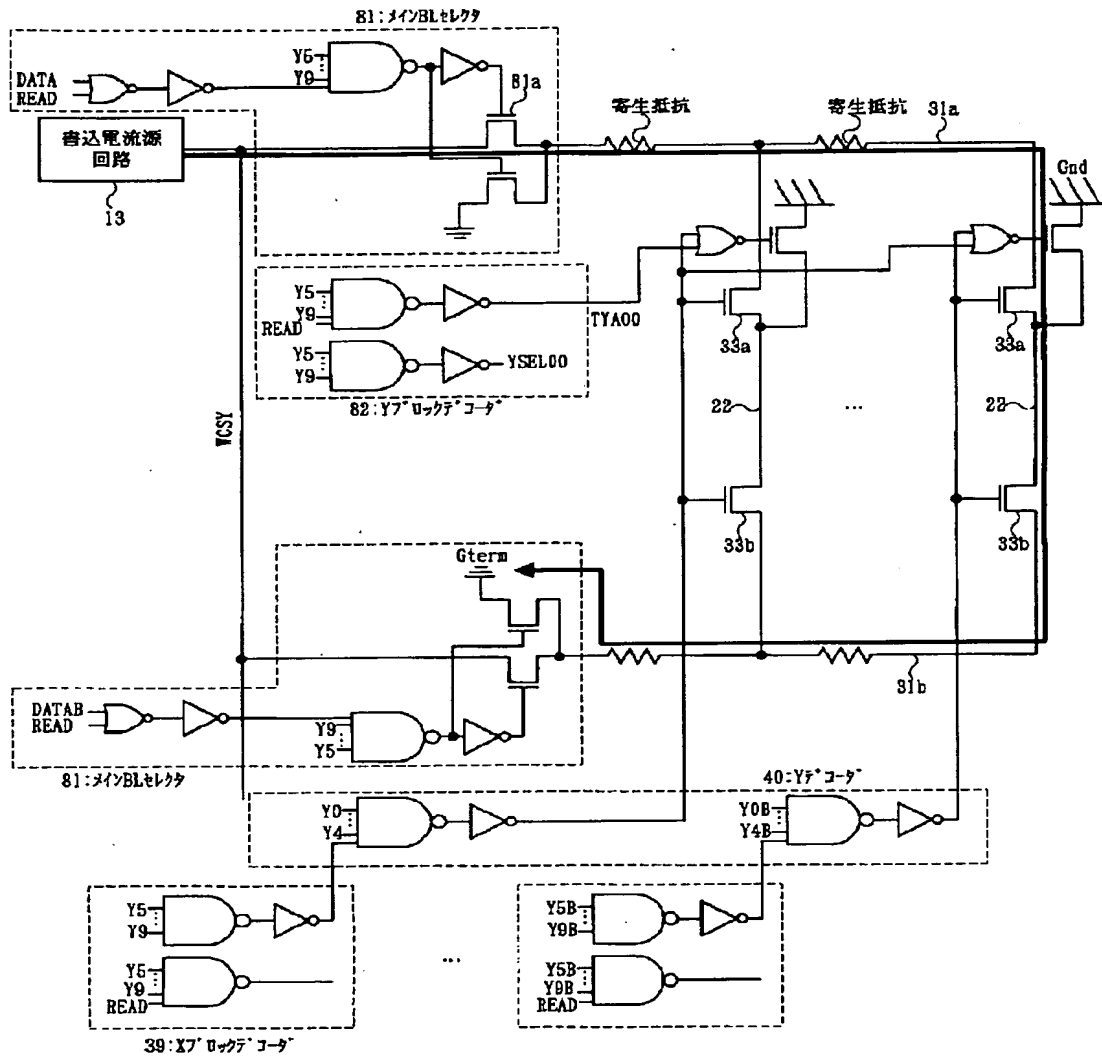 81:メインBLセレクタ
Y5
Y9
DATA
READ
81a
寄生抵抗
寄生抵抗
31a
書込電流源
回路
13
Gnd
Y5
Y9
READ
TYA00
33a
33a
Y5
Y9
YSEL00
82:Yブロックデコーダ
22
...
22
WCSY
33b
33b
Gterm
31b
DATAB
READ
Y9
Y5
81:メインBLセレクタ
40:Yデコーダ
Y0
Y4
Y0B
Y4B
Y5
Y9
Y5B
Y9B
...
Y5
Y9
READ
Y5B
Y9B
READ
39:Xブロックデコーダ